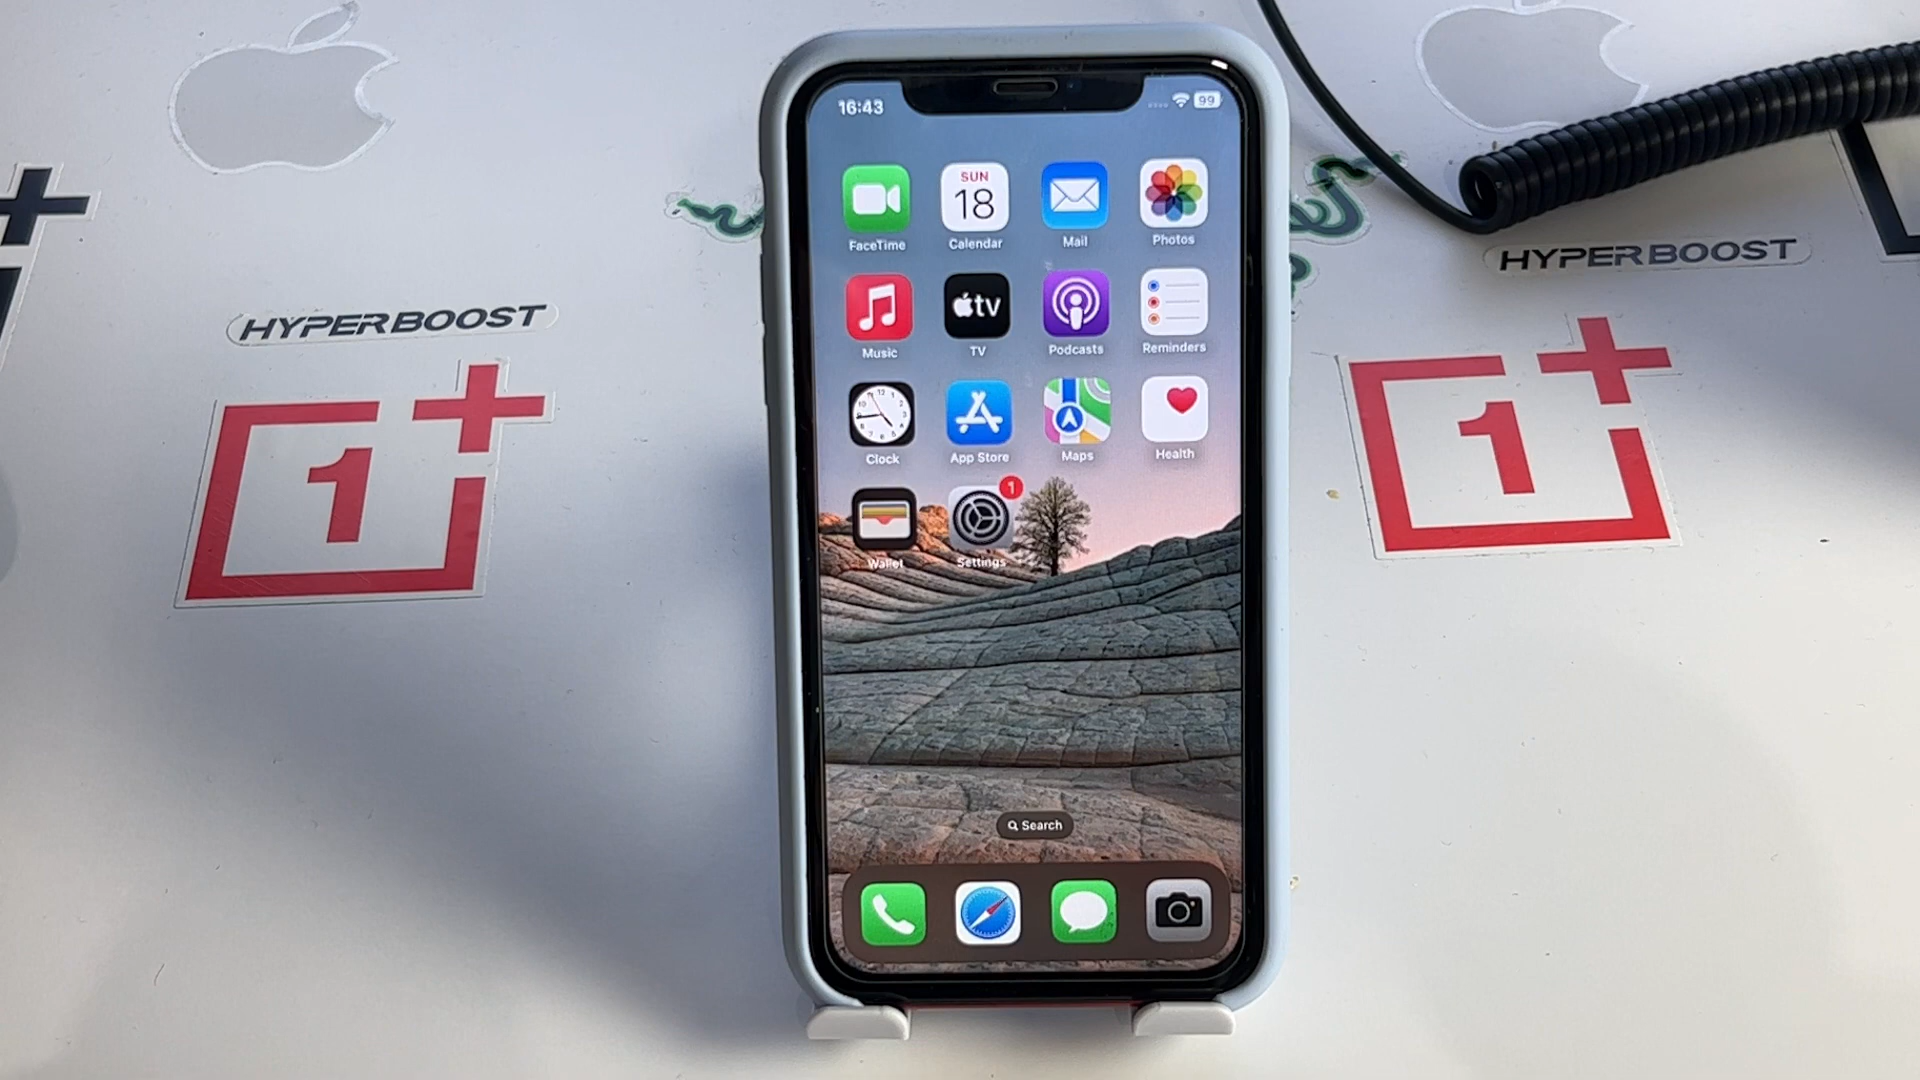 16:43
99
SUN
18
FaceTime
Calendar
Mail
Photos
tv
Music
TV
Podcasts
Reminders
Clock
App Store
Maps
Health
1
Wallet
Settings
Search
HYPERBOOST
1
HYPERBOOST
1